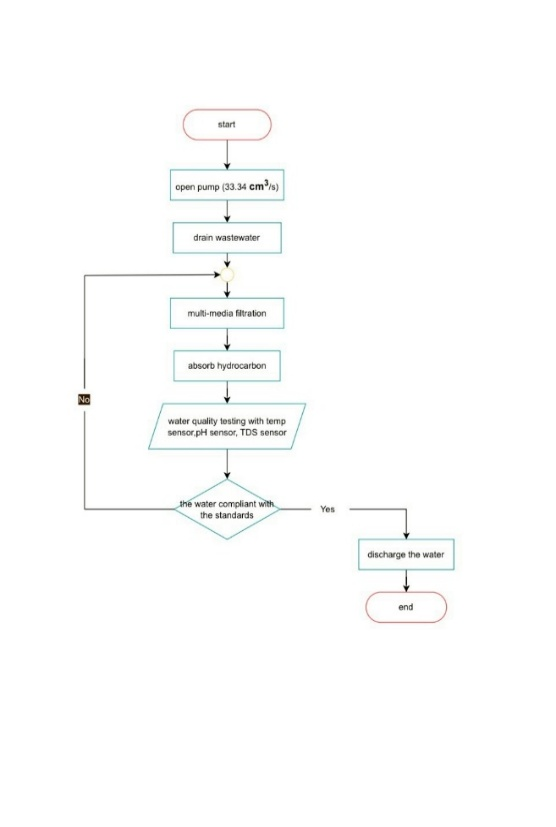 start
open pump (33.34 cm³/s)
drain wastewater
multi-media filtration
absorb hydrocarbon
No
water quality testing with temp
sensor,pH sensor, TDS sensor
the water compliant with
the standards
Yes
discharge the water
end